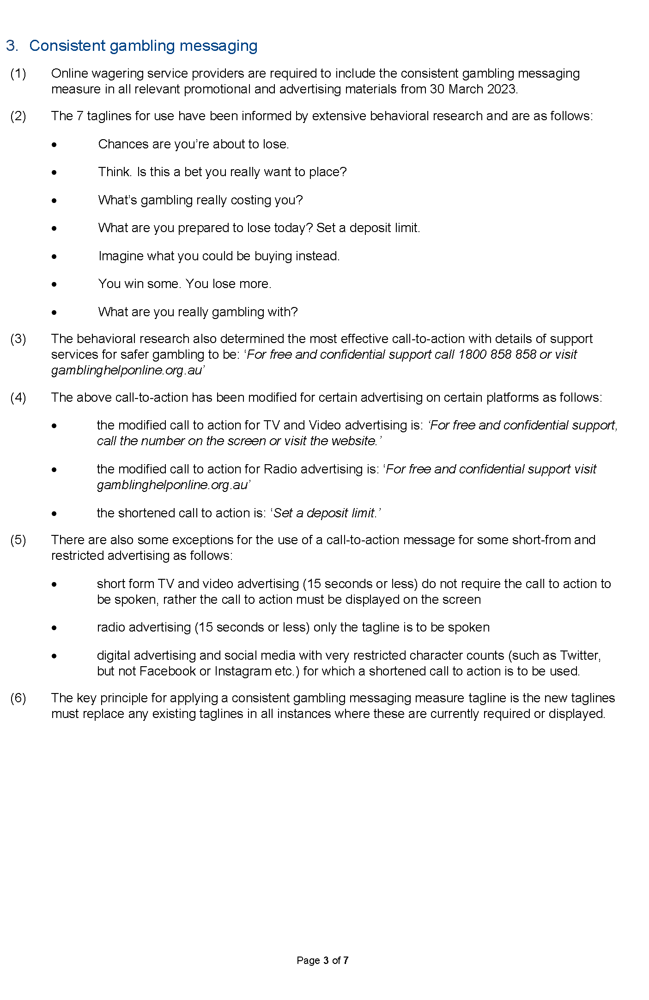 3. Consistent gambling messaging
(1) Online wagering service providers are required to include the consistent gambling messaging
measure in all relevant promotional and advertising materials from 30 March 2023.
(2) The 7 taglines for use have been informed by extensive behavioral research and are as follows:
• Chances are you’re about to lose.
• Think. Is this a bet you really want to place?
• What’s gambling really costing you?
• What are you prepared to lose today? Set a deposit limit.
• Imagine what you could be buying instead.
• You win some. You lose more.
• What are you really gambling with?
(3) The behavioral research also determined the most effective call-to-action with details of support
services for safer gambling to be: ‘For free and confidential support call 1800 858 858 or visit
gamblinghelponline.org.au’
(4) The above call-to-action has been modified for certain advertising on certain platforms as follows:
• the modified call to action for TV and Video advertising is: ‘For free and confidential support,
call the number on the screen or visit the website.’
• the modified call to action for Radio advertising is: ‘For free and confidential support visit
gamblinghelponline.org.au’
• the shortened call to action is: ‘Set a deposit limit.’
(5) There are also some exceptions for the use of a call-to-action message for some short-from and
restricted advertising as follows:
• short form TV and video advertising (15 seconds or less) do not require the call to action to
be spoken, rather the call to action must be displayed on the screen
• radio advertising (15 seconds or less) only the tagline is to be spoken
• digital advertising and social media with very restricted character counts (such as Twitter,
but not Facebook or Instagram etc.) for which a shortened call to action is to be used.
(6) The key principle for applying a consistent gambling messaging measure tagline is the new taglines
must replace any existing taglines in all instances where these are currently required or displayed.
Page 3 of 7